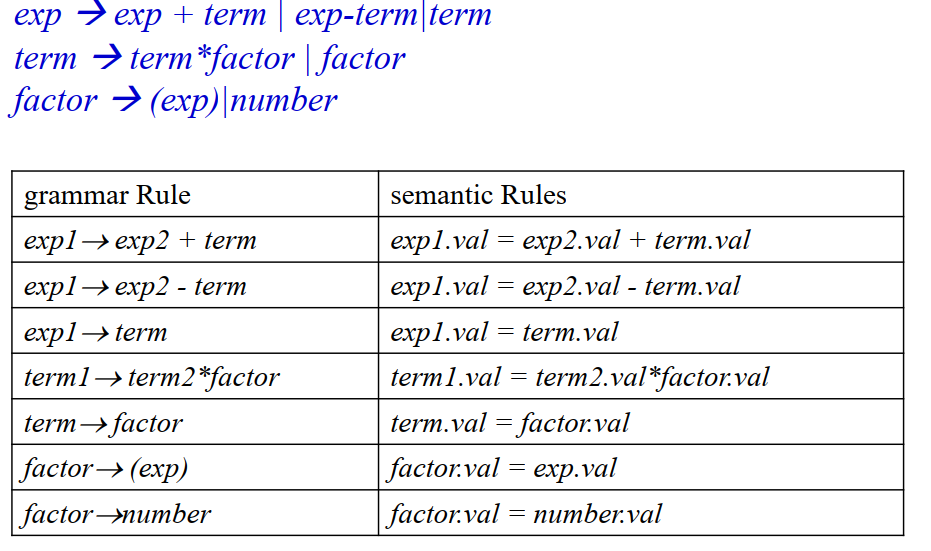 exp → exp + term | exp-term|term
term → term*factor | factor
factor → (exp)|number
grammar Rule
semantic Rules
exp1→exp2 + term
exp1.val = exp2.val + term.val
exp1→exp2 - term
exp1.val = exp2.val - term.val
exp1→term
exp1.val = term.val
term1→term2*factor
term1.val = term2.val*factor.val
term→factor
term.val = factor.val
factor→(exp)
factor.val = exp.val
factor→number
factor.val = number.val